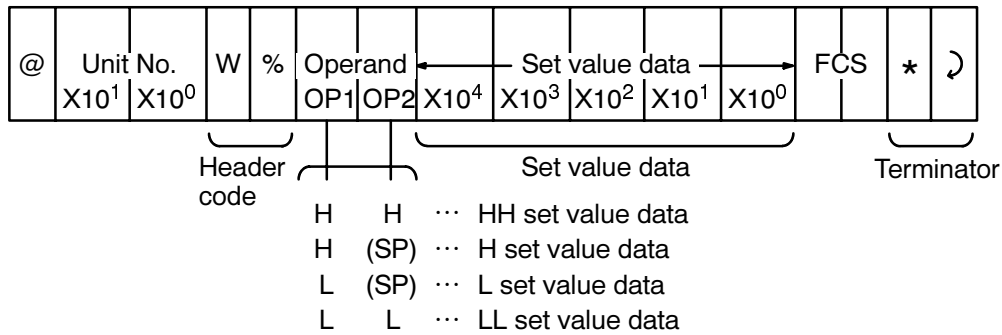 @ Unit No. W % Operand Set value data FCS * ⤸
X10¹ X10⁰ OP1 OP2 X10⁴ X10³ X10² X10¹ X10⁰
Header code Set value data Terminator
H H ··· HH set value data
H (SP) ··· H set value data
L (SP) ··· L set value data
L L ··· LL set value data